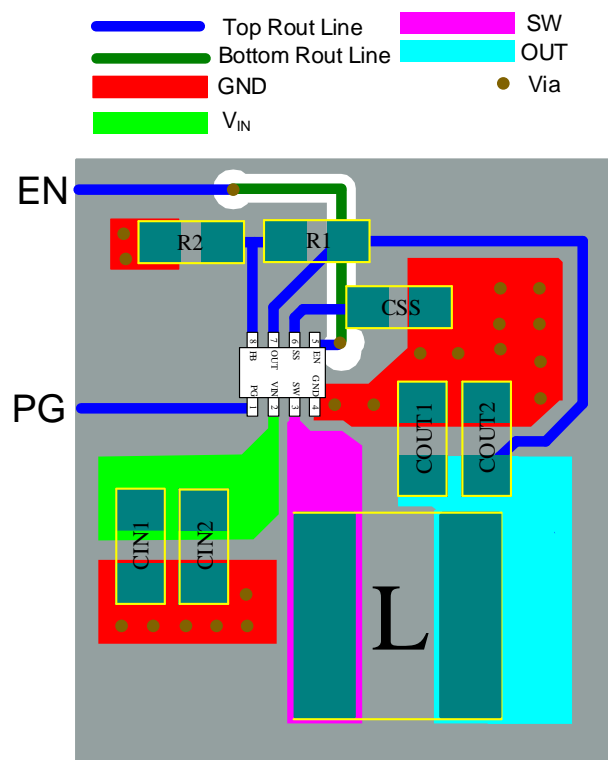 Top Rout Line
SW
Bottom Rout Line
OUT
GND
Via
VIN
EN
R2
R1
CSS
8 7 6 5
FB OUT SS EN
PG VIN SW GND
1 2 3 4
PG
COUT1
COUT2
CIN1
CIN2
L